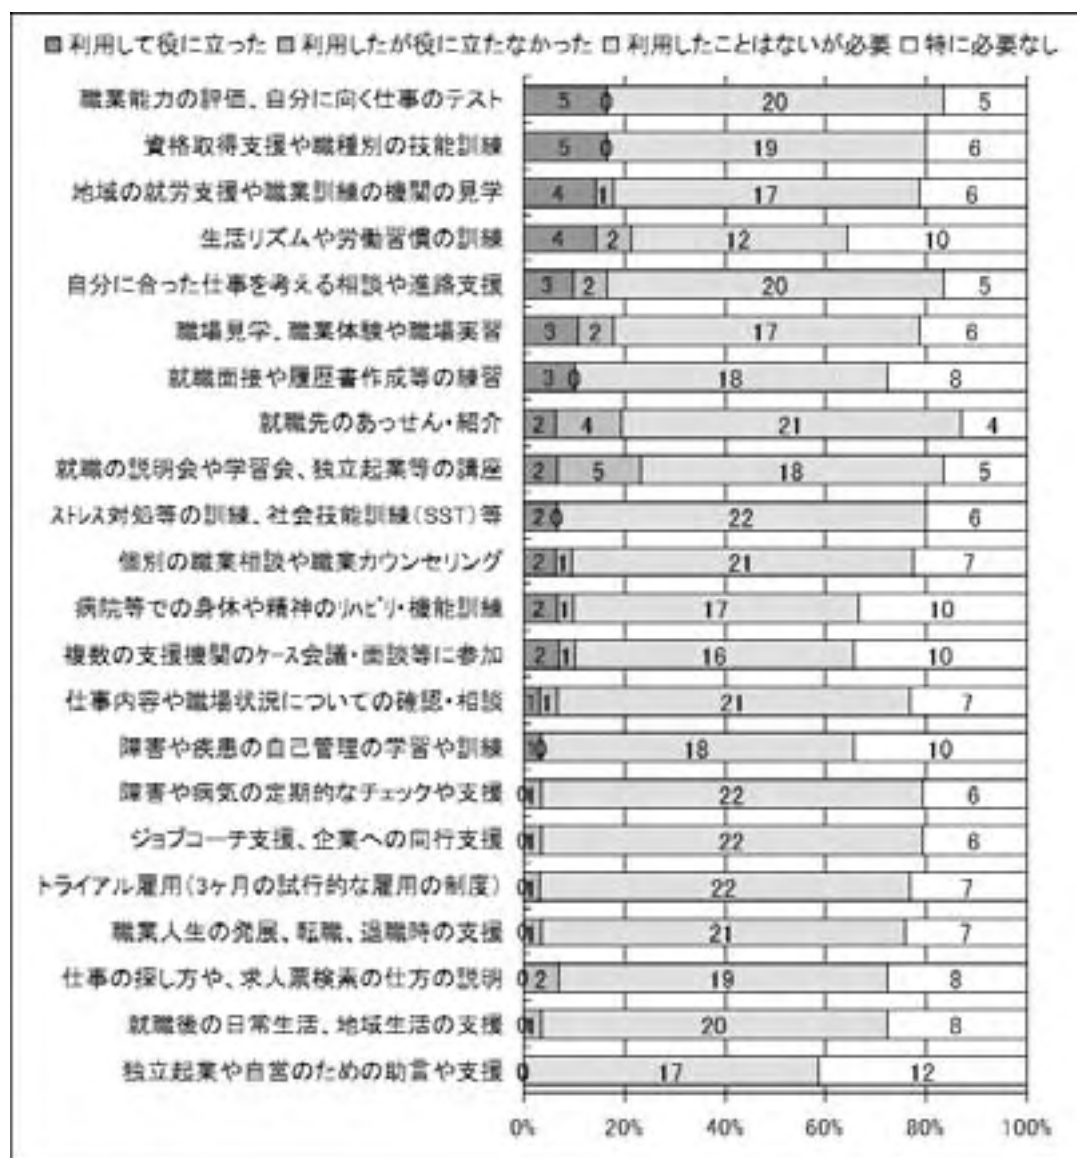 ■利用して役に立った ■利用したが役に立たなかった □利用したことはないが必要 □特に必要なし
職業能力の評価、自分に向く仕事のテスト 5 0 20 5
資格取得支援や職種別の技能訓練 5 0 19 6
地域の就労支援や職業訓練の機関の見学 4 1 17 6
生活リズムや労働習慣の訓練 4 2 12 10
自分に合った仕事を考える相談や進路支援 3 2 20 5
職場見学、職業体験や職場実習 3 2 17 6
就職面接や履歴書作成等の練習 3 0 18 8
就職先のあっせん・紹介 2 4 21 4
就職の説明会や学習会、独立起業等の講座 2 5 18 5
ストレス対処等の訓練、社会技能訓練(SST)等 2 0 22 6
個別の職業相談や職業カウンセリング 2 1 21 7
病院等での身体や精神のリハビリ・機能訓練 2 1 17 10
複数の支援機関のケース会議・面談等に参加 2 1 16 10
仕事内容や職場状況についての確認・相談 1 1 21 7
障害や疾患の自己管理の学習や訓練 1 0 18 10
障害や病気の定期的なチェックや支援 0 1 22 6
ジョブコーチ支援、企業への同行支援 0 1 22 6
トライアル雇用(3ヶ月の試行的な雇用の制度) 0 1 22 7
職業人生の発展、転職、退職時の支援 0 1 21 7
仕事の探し方や、求人票検索の仕方の説明 0 2 19 8
就職後の日常生活、地域生活の支援 0 1 20 8
独立起業や自営のための助言や支援 0 17 12
0% 20% 40% 60% 80% 100%